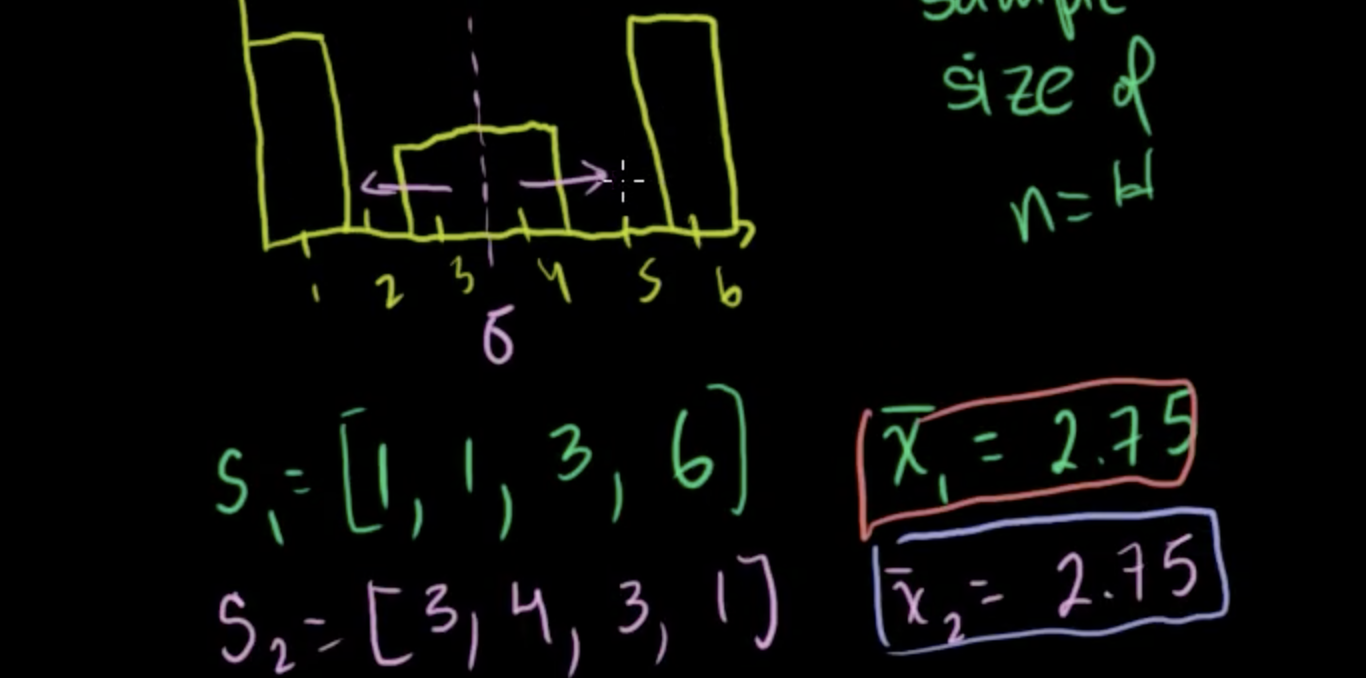 sample
size of
n=4
1 2 3 4 5 6
σ
S₁ = [1, 1, 3, 6]
x̄₁ = 2.75
S₂ = [3, 4, 3, 1]
x̄₂ = 2.75